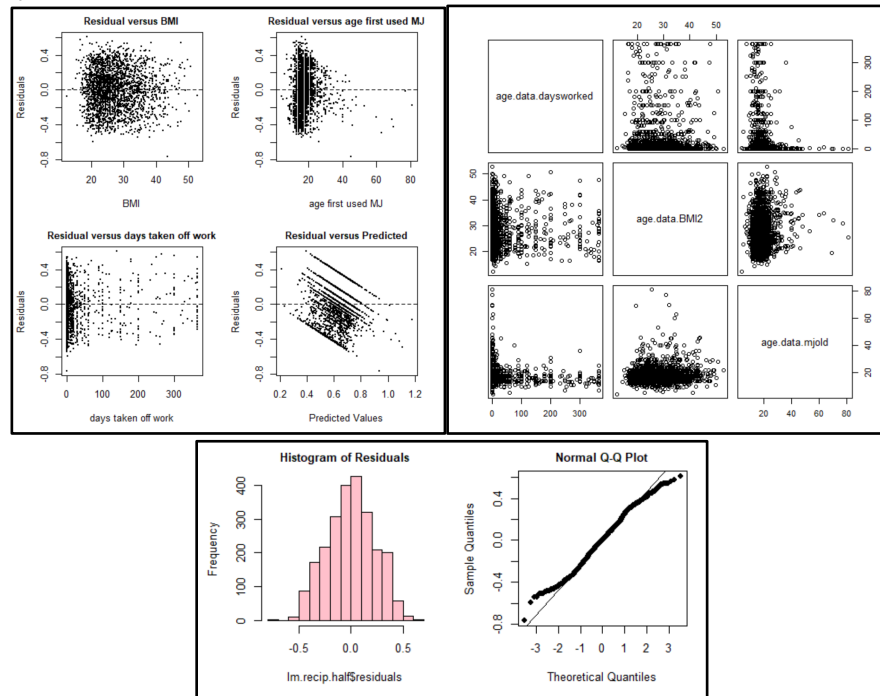 Residual versus BMI
Residuals
-0.8 -0.4 0.0 0.4
20 30 40 50
BMI
Residual versus age first used MJ
Residuals
-0.8 -0.4 0.0 0.4
20 40 60 80
age first used MJ
Residual versus days taken off work
Residuals
-0.8 -0.4 0.0 0.4
0 100 200 300
days taken off work
Residual versus Predicted
Residuals
-0.8 -0.4 0.0 0.4
0.2 0.4 0.6 0.8 1.0 1.2
Predicted Values
20 30 40 50
age.data.daysworked
0 100 200 300
10 20 30 40 50
age.data.BMI2
20 40 60 80
age.data.mjold
20 40 60 80
0 100 200 300
20 40 60 80
Histogram of Residuals
Frequency
0 100 200 300 400
-0.5 0.0 0.5
lm.recip.half$residuals
Normal Q-Q Plot
Sample Quantiles
-0.8 -0.4 0.0 0.4
-3 -2 -1 0 1 2 3
Theoretical Quantiles